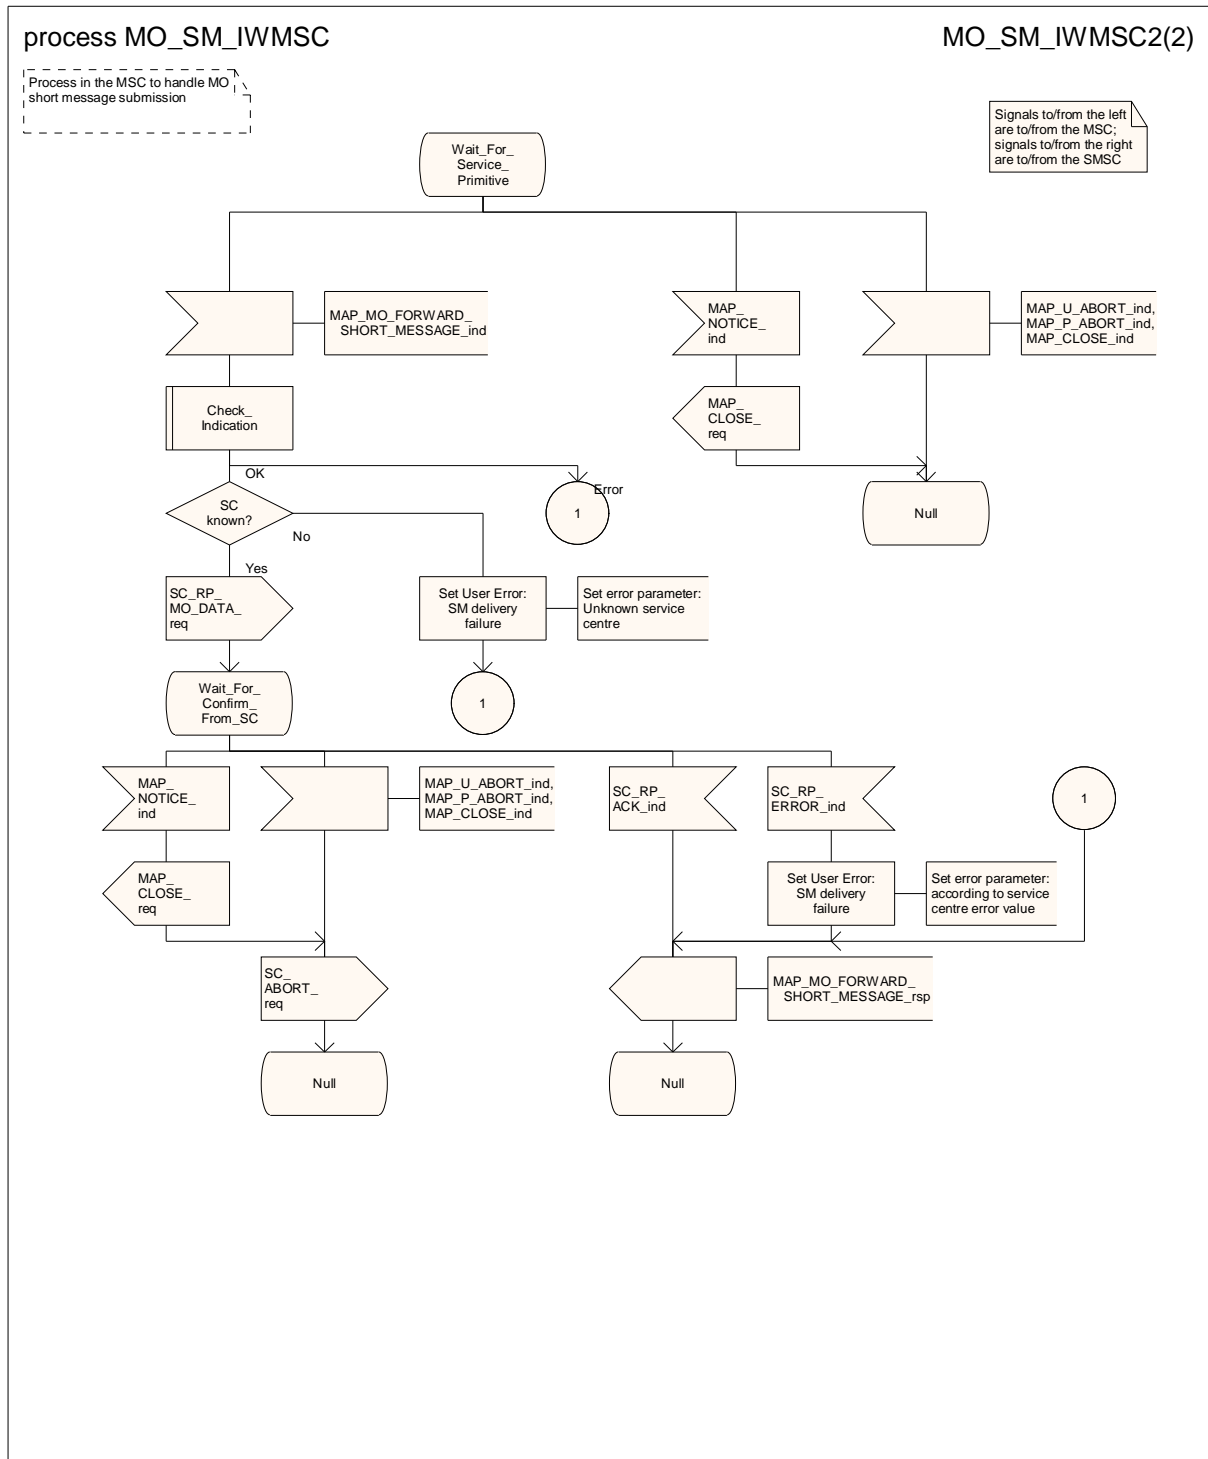 process MO_SM_IWMSC
MO_SM_IWMSC2(2)
Process in the MSC to handle MO
short message submission
Signals to/from the left
are to/from the MSC;
signals to/from the right
are to/from the SMSC
Wait_For_
Service_
Primitive
MAP_MO_FORWARD_
SHORT_MESSAGE_ind
MAP_
NOTICE_
ind
MAP_U_ABORT_ind,
MAP_P_ABORT_ind,
MAP_CLOSE_ind
Check_
Indication
MAP_
CLOSE_
req
OK
Error
SC
known?
1
Null
No
Yes
SC_RP_
MO_DATA_
req
Set User Error:
SM delivery
failure
Set error parameter:
Unknown service
centre
Wait_For_
Confirm_
From_SC
1
MAP_
NOTICE_
ind
MAP_U_ABORT_ind,
MAP_P_ABORT_ind,
MAP_CLOSE_ind
SC_RP_
ACK_ind
SC_RP_
ERROR_ind
1
MAP_
CLOSE_
req
Set User Error:
SM delivery
failure
Set error parameter:
according to service
centre error value
SC_
ABORT_
req
MAP_MO_FORWARD_
SHORT_MESSAGE_rsp
Null
Null